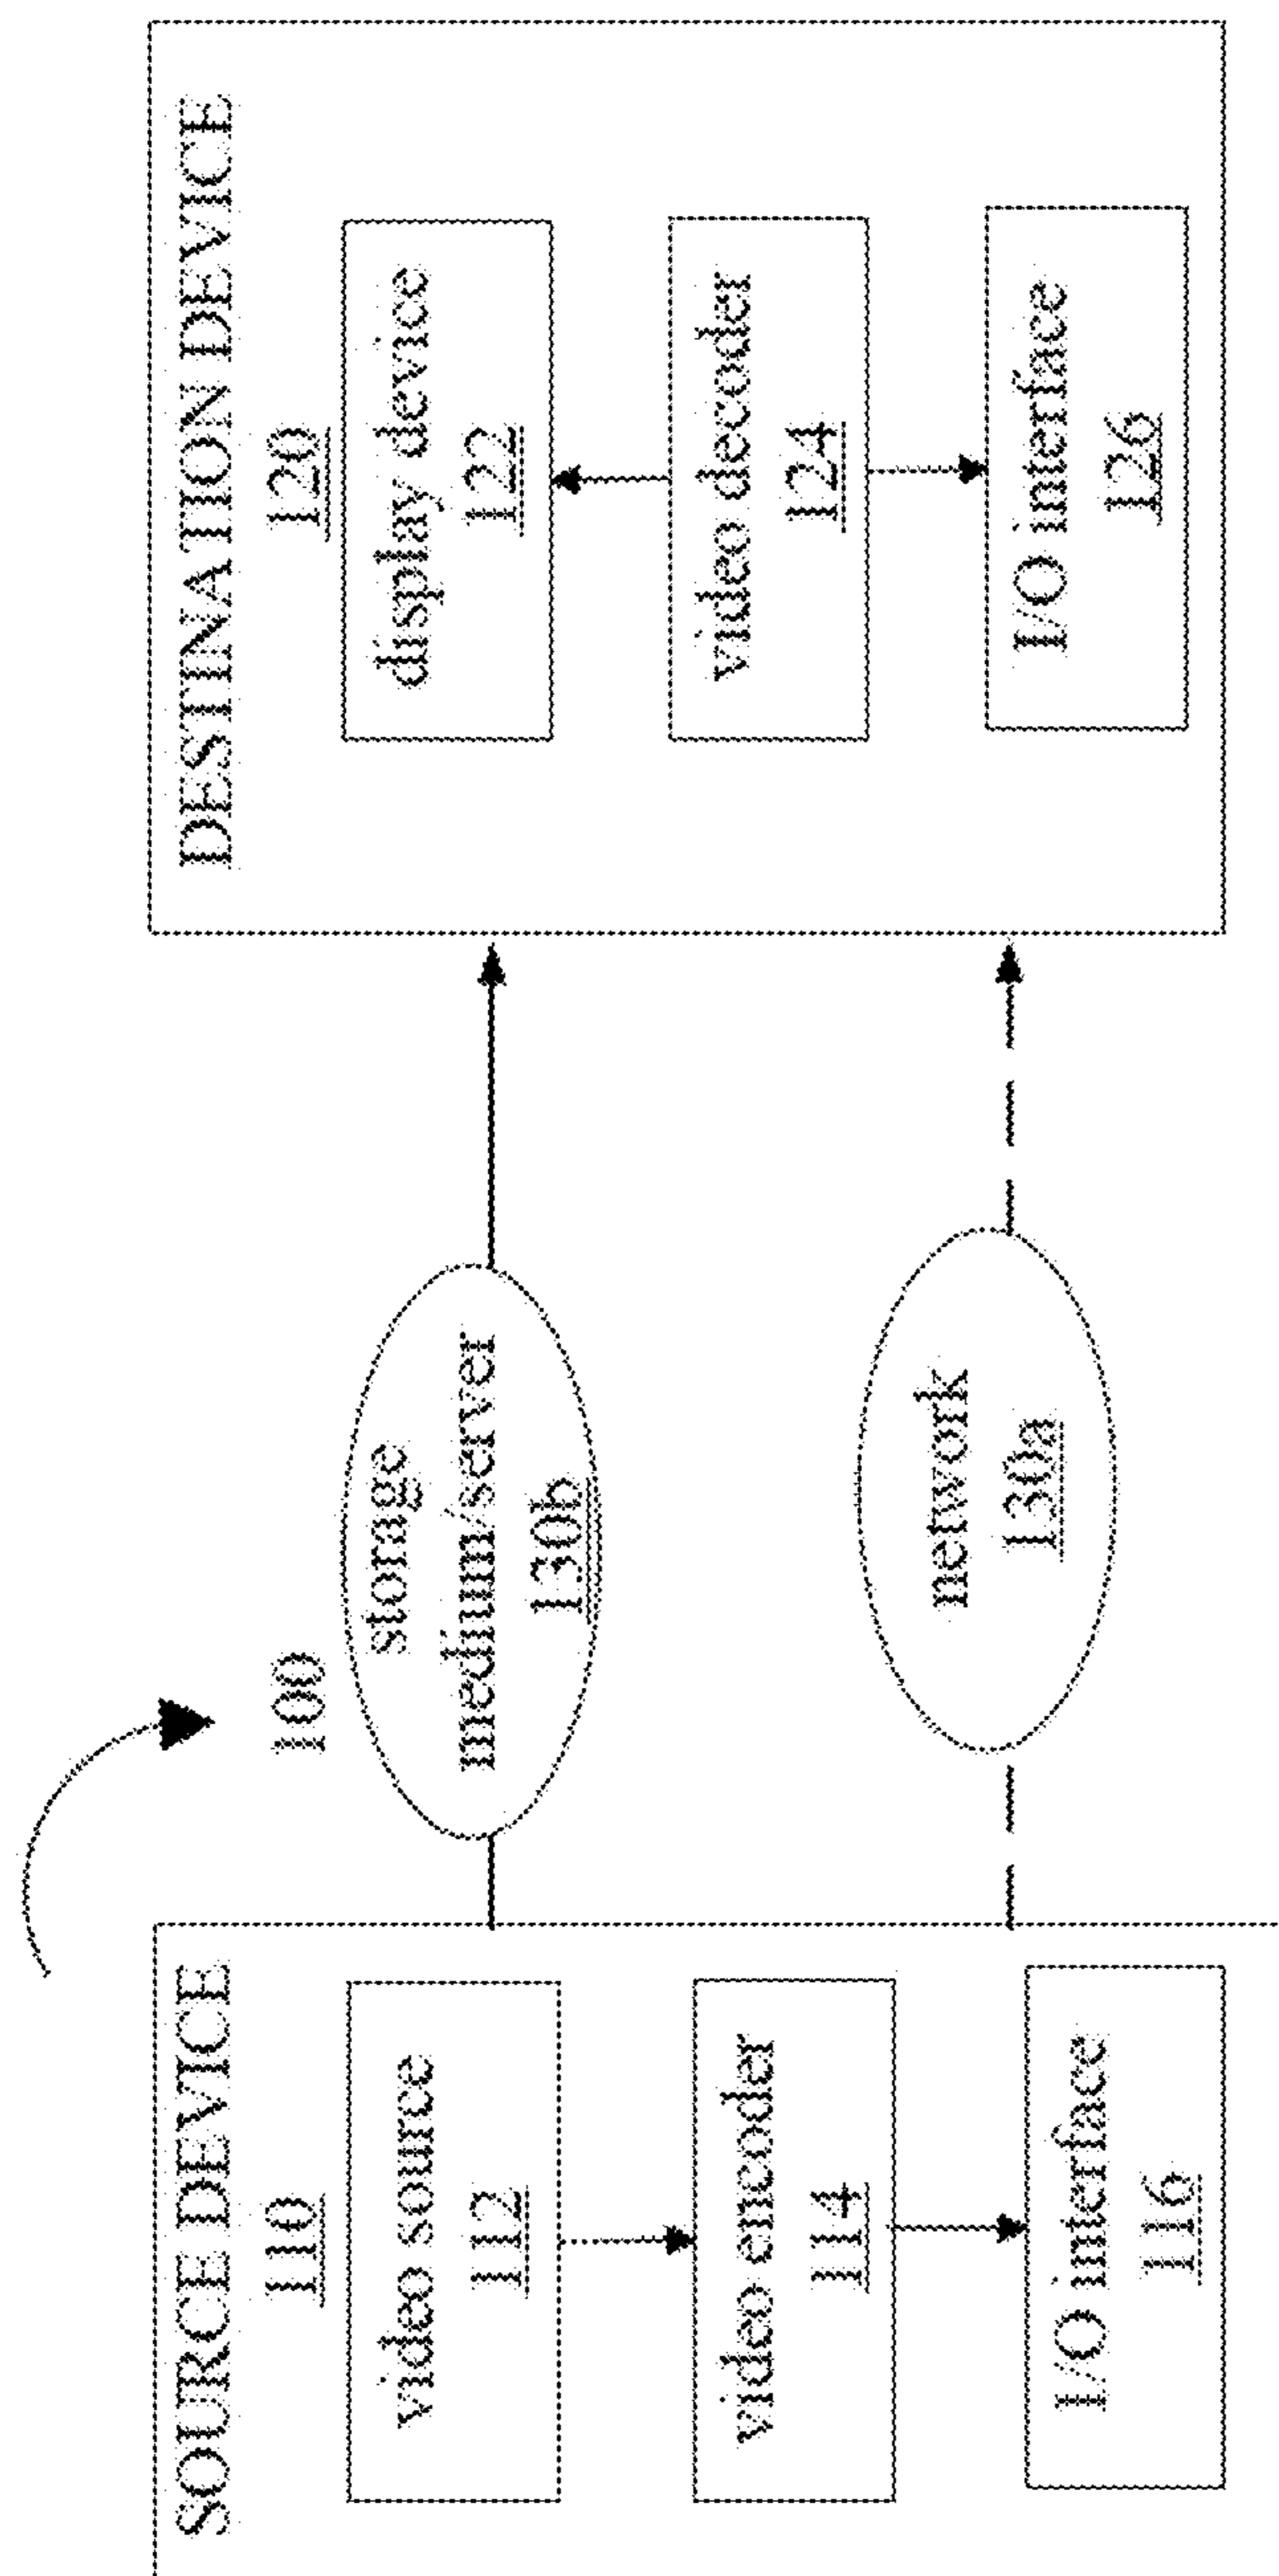 100
SOURCE DEVICE
110
video source
112
video encoder
114
I/O interface
116
storage
medium/server
130b
network
130a
DESTINATION DEVICE
120
display device
122
video decoder
124
I/O interface
126